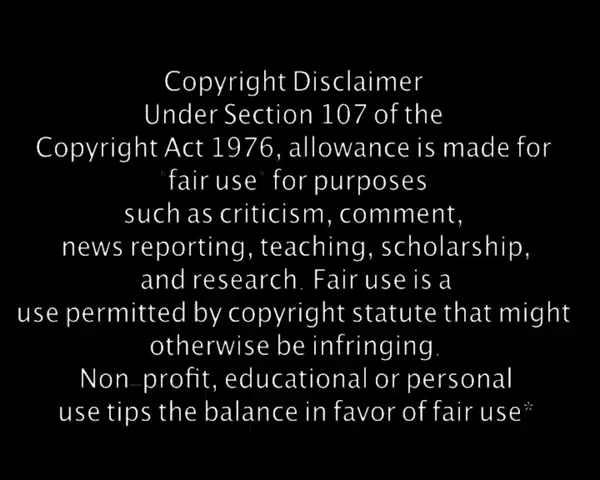 Copyright Disclaimer
Under Section 107 of the
Copyright Act 1976, allowance is made for
"fair use" for purposes
such as criticism, comment,
news reporting, teaching, scholarship,
and research. Fair use is a
use permitted by copyright statute that might
otherwise be infringing.
Non-profit, educational or personal
use tips the balance in favor of fair use*